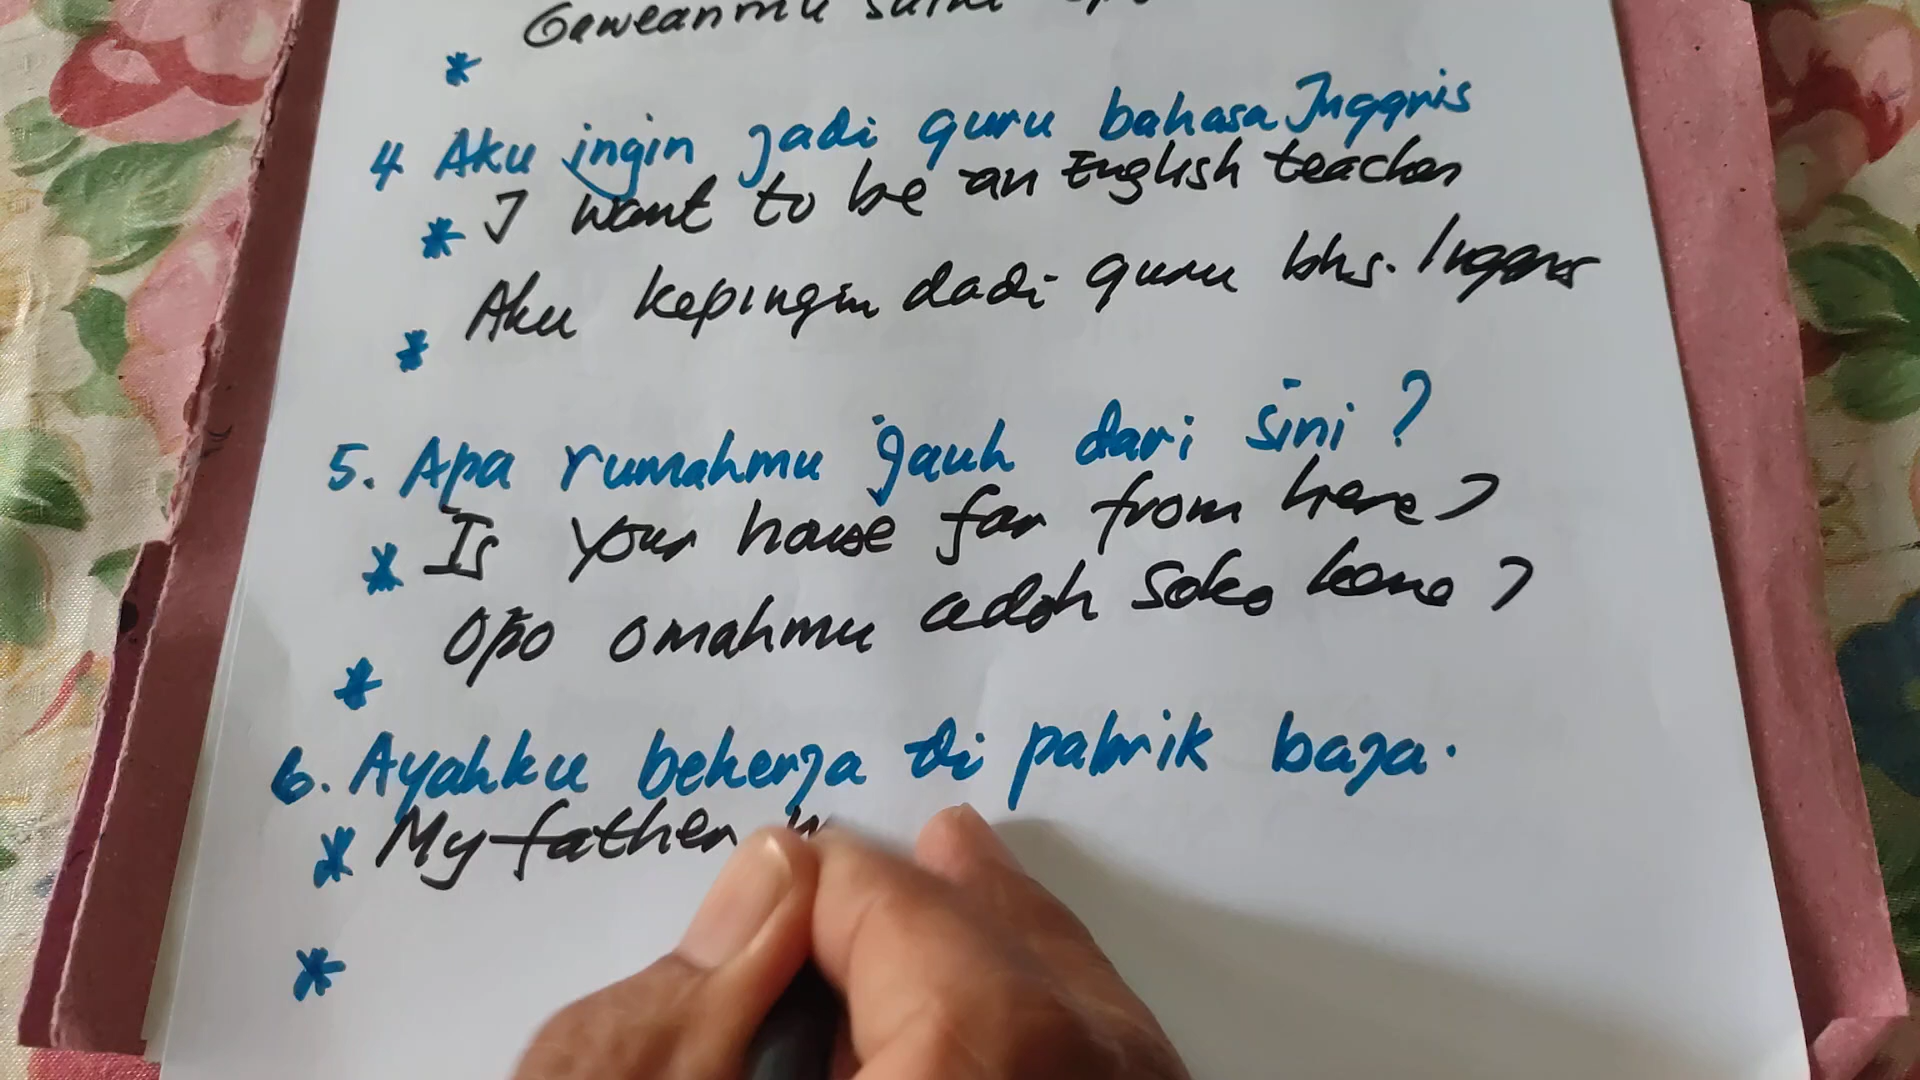 Gaweanmu
*
4 Aku ingin jadi guru bahasa Inggris
* I want to be an English teacher
Aku kepingin dadi guru bhs. Inggris
*
5. Apa rumahmu jauh dari sini ?
* Is your house far from here?
Opo omahmu adoh soko kene ?
*
6. Ayahku bekerja di pabrik baja.
* My father w
*